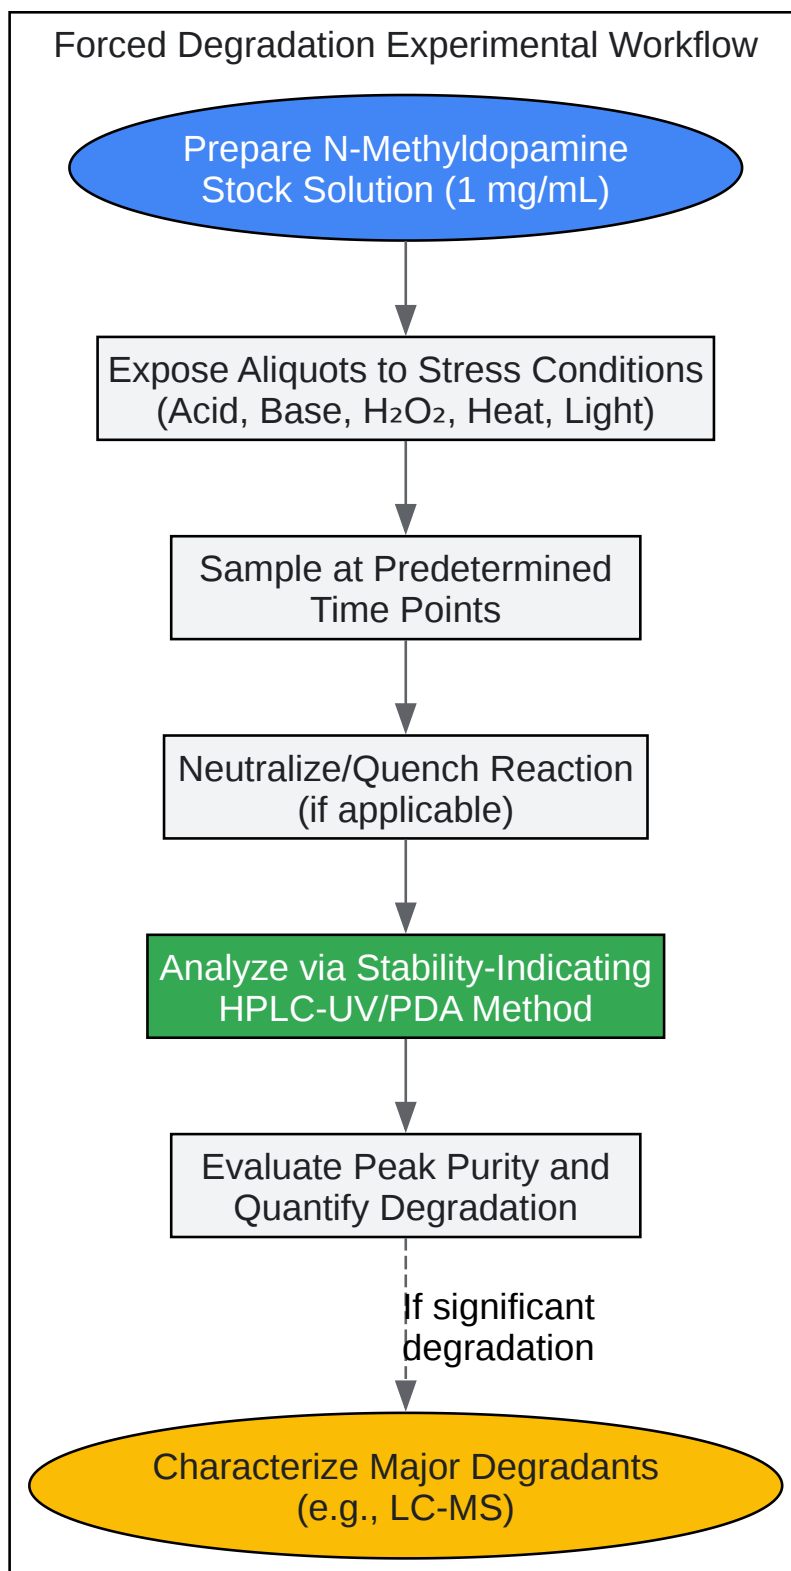 Forced Degradation Experimental Workflow
Prepare N-Methyldopamine
Stock Solution (1 mg/mL)
Expose Aliquots to Stress Conditions
(Acid, Base, H₂O₂, Heat, Light)
Sample at Predetermined
Time Points
Neutralize/Quench Reaction
(if applicable)
Analyze via Stability-Indicating
HPLC-UV/PDA Method
Evaluate Peak Purity and
Quantify Degradation
If significant
degradation
Characterize Major Degradants
(e.g., LC-MS)